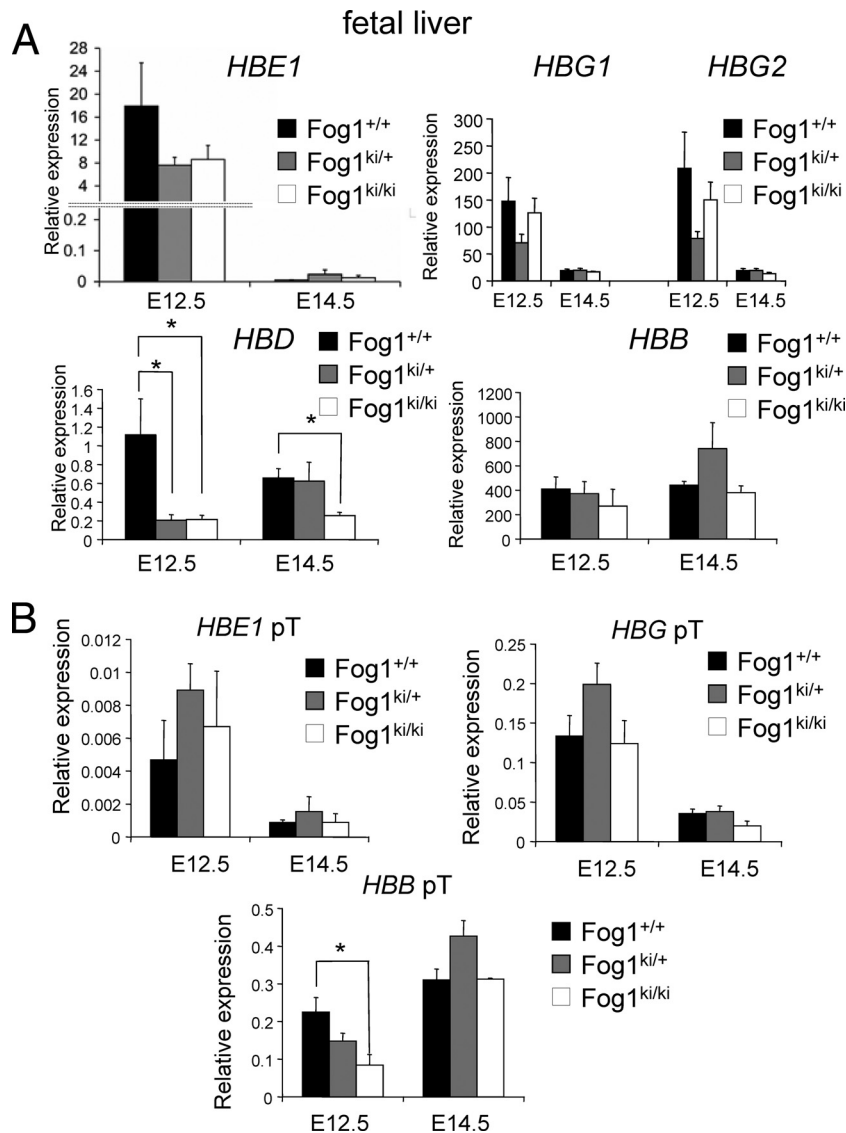 fetal liver
A
HBE1
Relative expression
28
24
20
16
12
8
4
0.2
0.1
0
E12.5 E14.5
Fog1+/+
Fog1ki/+
Fog1ki/ki
HBG1 HBG2
Relative expression
300
250
200
150
100
50
0
E12.5 E14.5 E12.5 E14.5
Fog1+/+
Fog1ki/+
Fog1ki/ki
HBD
Relative expression
1.6
1.4
1.2
1
0.8
0.6
0.4
0.2
0
*
*
*
E12.5 E14.5
Fog1+/+
Fog1ki/+
Fog1ki/ki
HBB
Relative expression
1200
1000
800
600
400
200
0
E12.5 E14.5
Fog1+/+
Fog1ki/+
Fog1ki/ki
B
HBE1 pT
Relative expression
0.012
0.01
0.008
0.006
0.004
0.002
0
E12.5 E14.5
Fog1+/+
Fog1ki/+
Fog1ki/ki
HBG pT
Relative expression
0.25
0.2
0.15
0.1
0.05
0
E12.5 E14.5
Fog1+/+
Fog1ki/+
Fog1ki/ki
HBB pT
Relative expression
0.5
0.4
0.3
0.2
0.1
0
*
E12.5 E14.5
Fog1+/+
Fog1ki/+
Fog1ki/ki